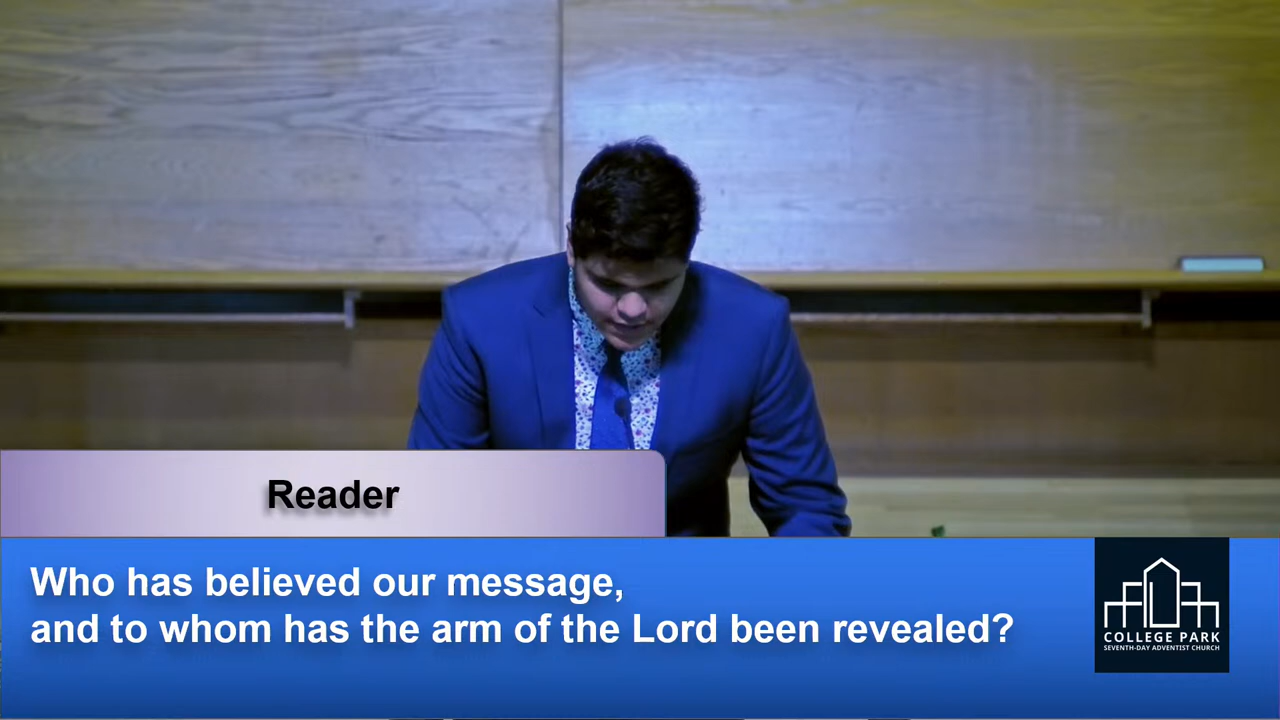 Reader
Who has believed our message,
and to whom has the arm of the Lord been revealed?
COLLEGE PARK
SEVENTH-DAY ADVENTIST CHURCH